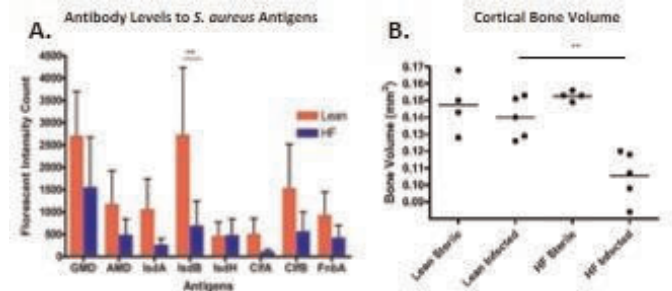 Antibody Levels to S. aureus Antigens
A.
Fluorescent Intensity Count
4500
4000
3500
3000
2500
2000
1500
1000
500
0
**
Lean
HF
GMD AMD IsdA IsdB IsdH ClfA ClfB FnbA
Antigens
Cortical Bone Volume
B.
Bone Volume (mm³)
0.17
0.16
0.15
0.14
0.13
0.12
0.11
0.10
0.09
**
Lean Sterile
Lean Infected
HF Sterile
HF Infected